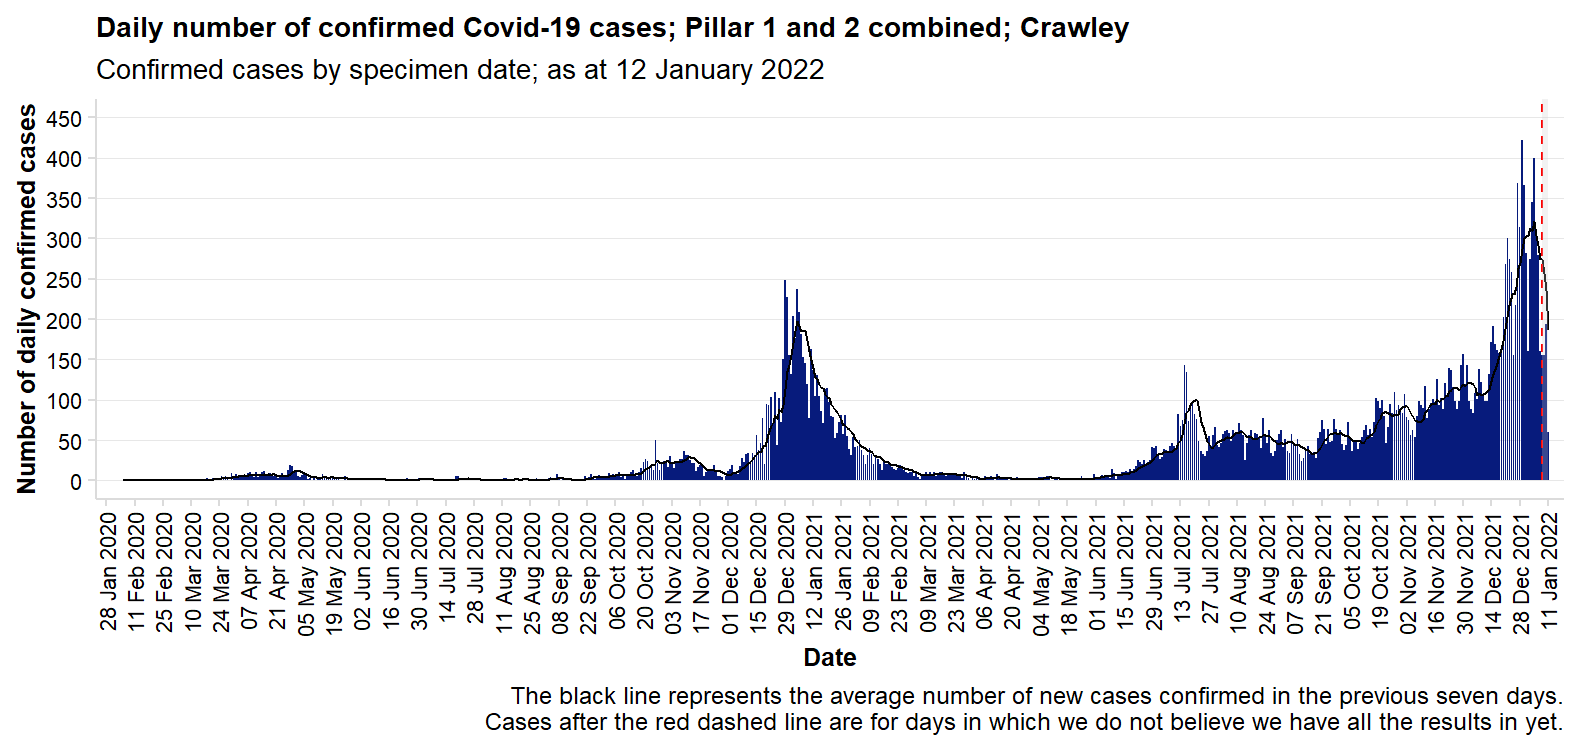 Daily number of confirmed Covid-19 cases; Pillar 1 and 2 combined; Crawley
Confirmed cases by specimen date; as at 12 January 2022
Number of daily confirmed cases
450
400
350
300
250
200
150
100
50
0
28 Jan 2020
11 Feb 2020
25 Feb 2020
10 Mar 2020
24 Mar 2020
07 Apr 2020
21 Apr 2020
05 May 2020
19 May 2020
02 Jun 2020
16 Jun 2020
30 Jun 2020
14 Jul 2020
28 Jul 2020
11 Aug 2020
25 Aug 2020
08 Sep 2020
22 Sep 2020
06 Oct 2020
20 Oct 2020
03 Nov 2020
17 Nov 2020
01 Dec 2020
15 Dec 2020
29 Dec 2020
12 Jan 2021
26 Jan 2021
09 Feb 2021
23 Feb 2021
09 Mar 2021
23 Mar 2021
06 Apr 2021
20 Apr 2021
04 May 2021
18 May 2021
01 Jun 2021
15 Jun 2021
29 Jun 2021
13 Jul 2021
27 Jul 2021
10 Aug 2021
24 Aug 2021
07 Sep 2021
21 Sep 2021
05 Oct 2021
19 Oct 2021
02 Nov 2021
16 Nov 2021
30 Nov 2021
14 Dec 2021
28 Dec 2021
11 Jan 2022
Date
The black line represents the average number of new cases confirmed in the previous seven days.
Cases after the red dashed line are for days in which we do not believe we have all the results in yet.